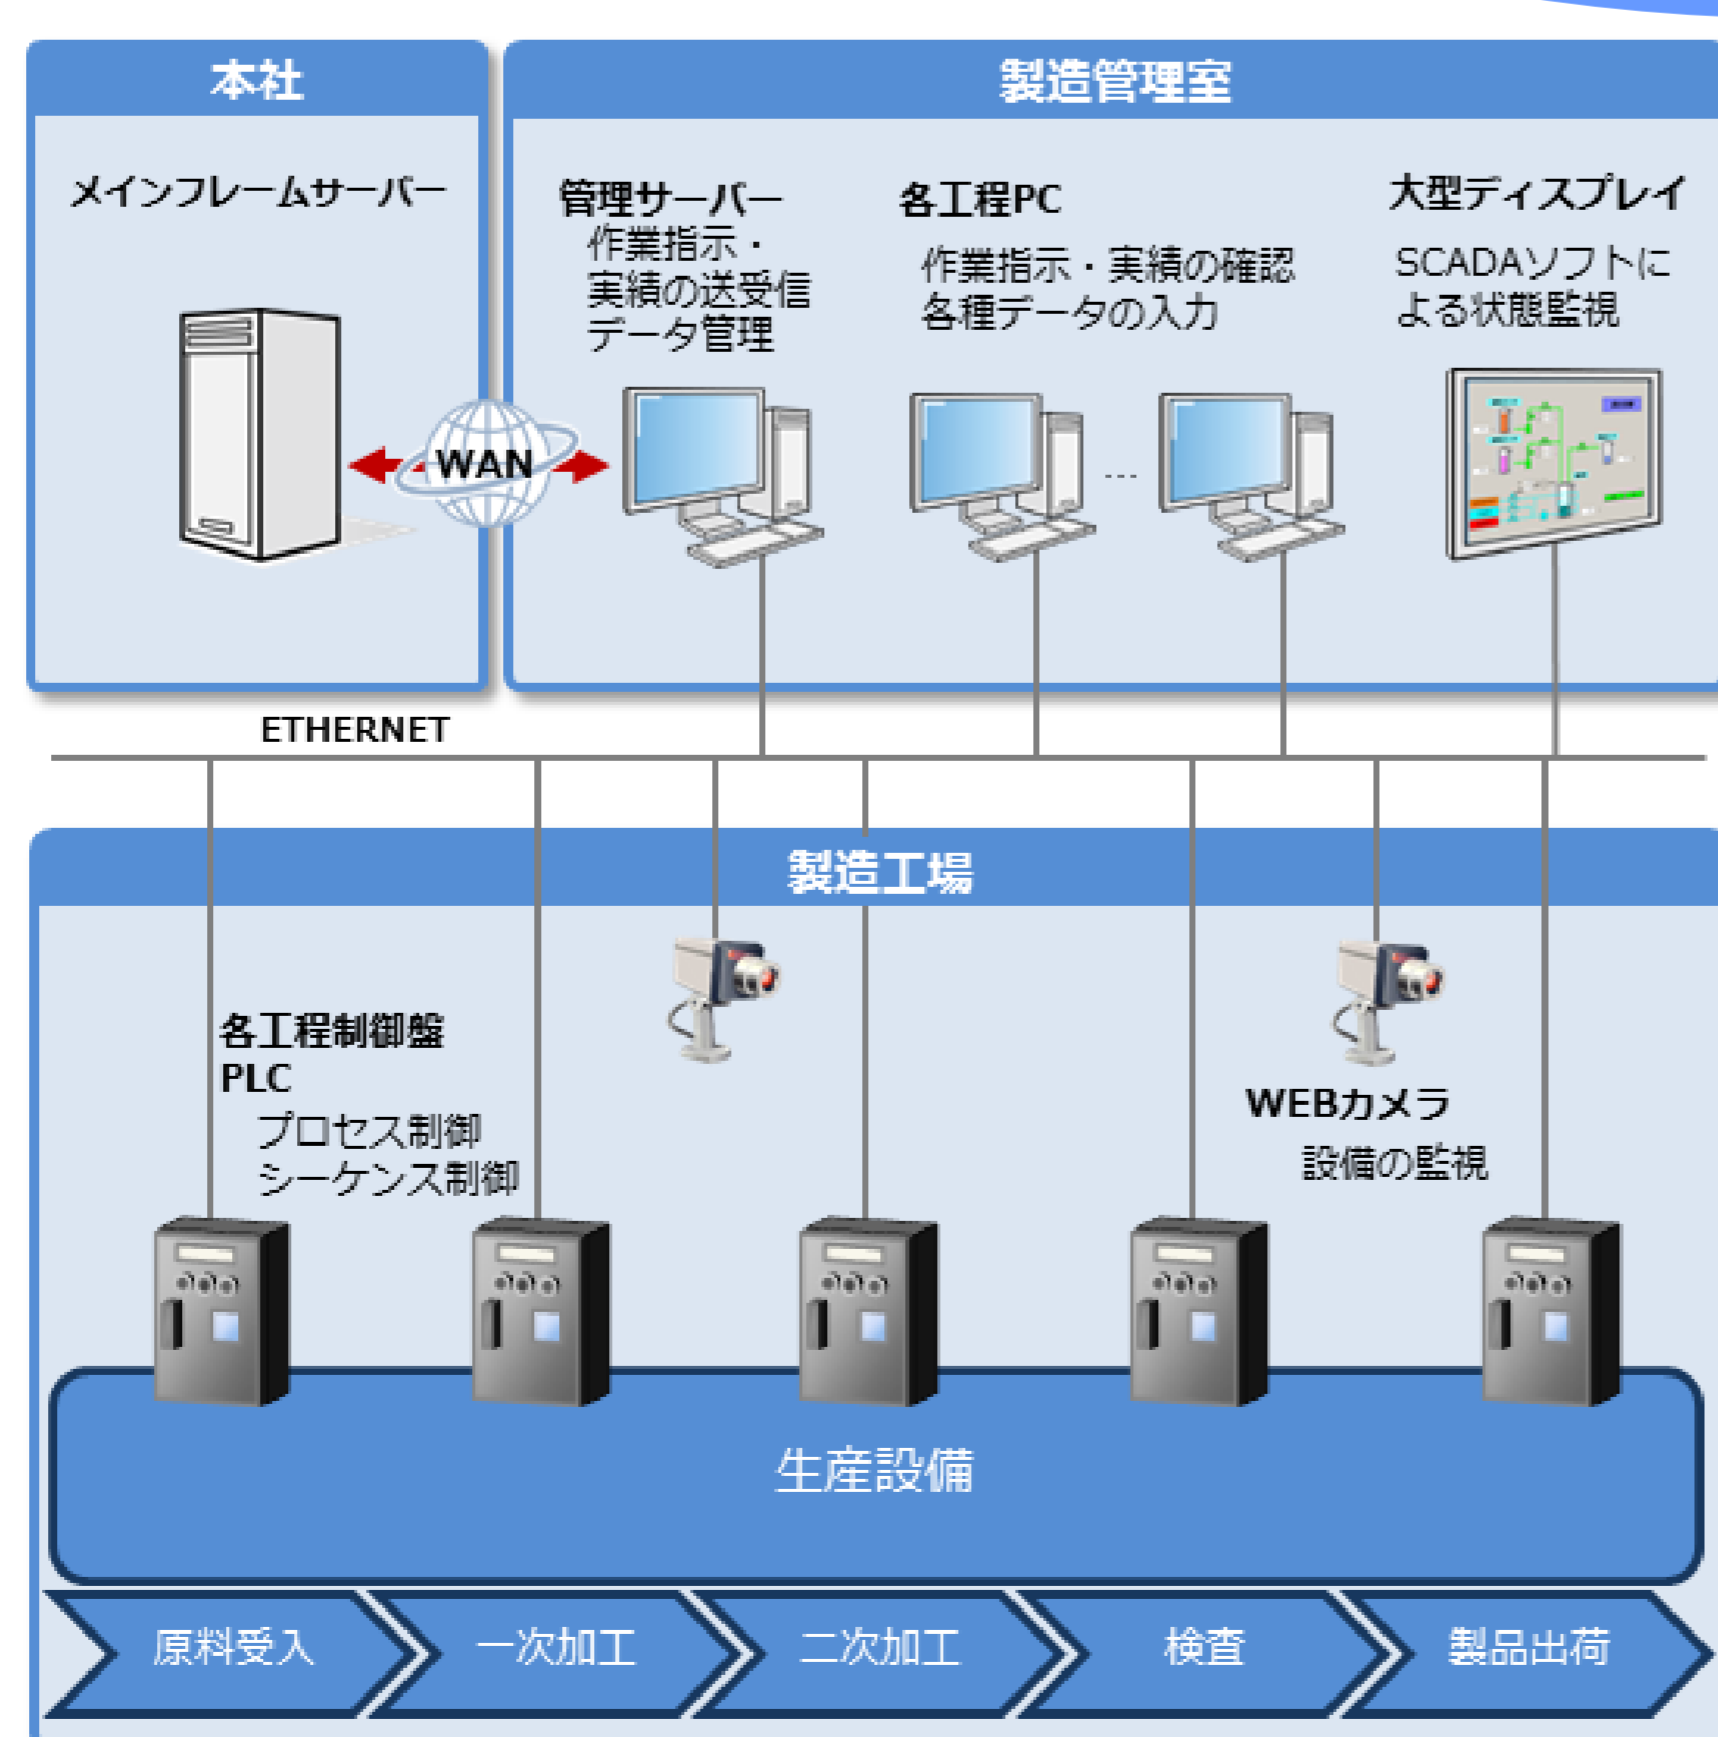 本社
製造管理室
メインフレームサーバー
管理サーバー
作業指示・
実績の送受信
データ管理
各工程PC
作業指示・実績の確認
各種データの入力
大型ディスプレイ
SCADAソフトに
よる状態監視
WAN
...
ETHERNET
製造工場
各工程制御盤
PLC
プロセス制御
シーケンス制御
WEBカメラ
設備の監視
生産設備
原料受入
一次加工
二次加工
検査
製品出荷